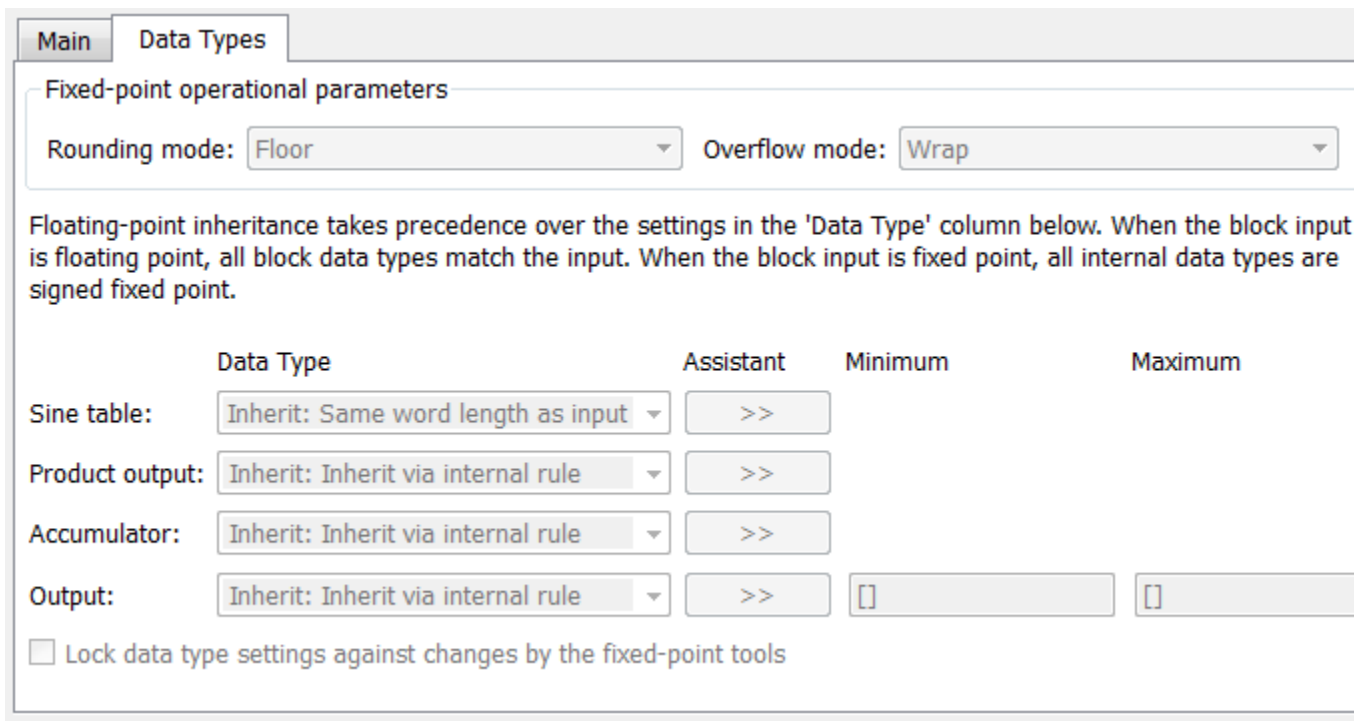 Main Data Types
Fixed-point operational parameters
Rounding mode: Floor Overflow mode: Wrap
Floating-point inheritance takes precedence over the settings in the 'Data Type' column below. When the block input
is floating point, all block data types match the input. When the block input is fixed point, all internal data types are
signed fixed point.
Data Type Assistant Minimum Maximum
Sine table: Inherit: Same word length as input >>
Product output: Inherit: Inherit via internal rule >>
Accumulator: Inherit: Inherit via internal rule >>
Output: Inherit: Inherit via internal rule >> [] []
Lock data type settings against changes by the fixed-point tools